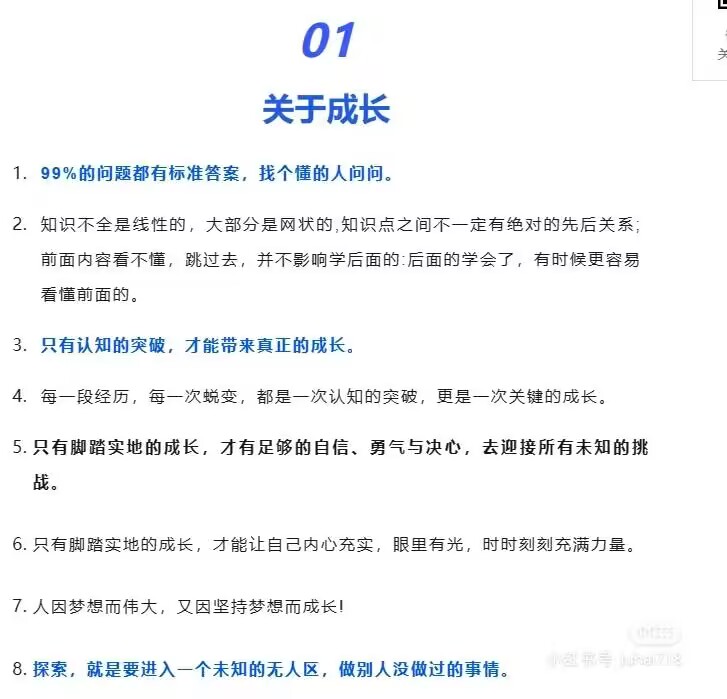 01
关于成长
1. 99%的问题都有标准答案，找个懂的人问问。
2. 知识不全是线性的，大部分是网状的,知识点之间不一定有绝对的先后关系;
前面内容看不懂，跳过去，并不影响学后面的:后面的学会了，有时候更容易
看懂前面的。
3. 只有认知的突破，才能带来真正的成长。
4. 每一段经历，每一次蜕变，都是一次认知的突破，更是一次关键的成长。
5. 只有脚踏实地的成长，才有足够的自信、勇气与决心，去迎接所有未知的挑
战。
6. 只有脚踏实地的成长，才能让自己内心充实，眼里有光，时时刻刻充满力量。
7. 人因梦想而伟大，又因坚持梦想而成长!
8. 探索，就是要进入一个未知的无人区，做别人没做过的事情。
小红书号